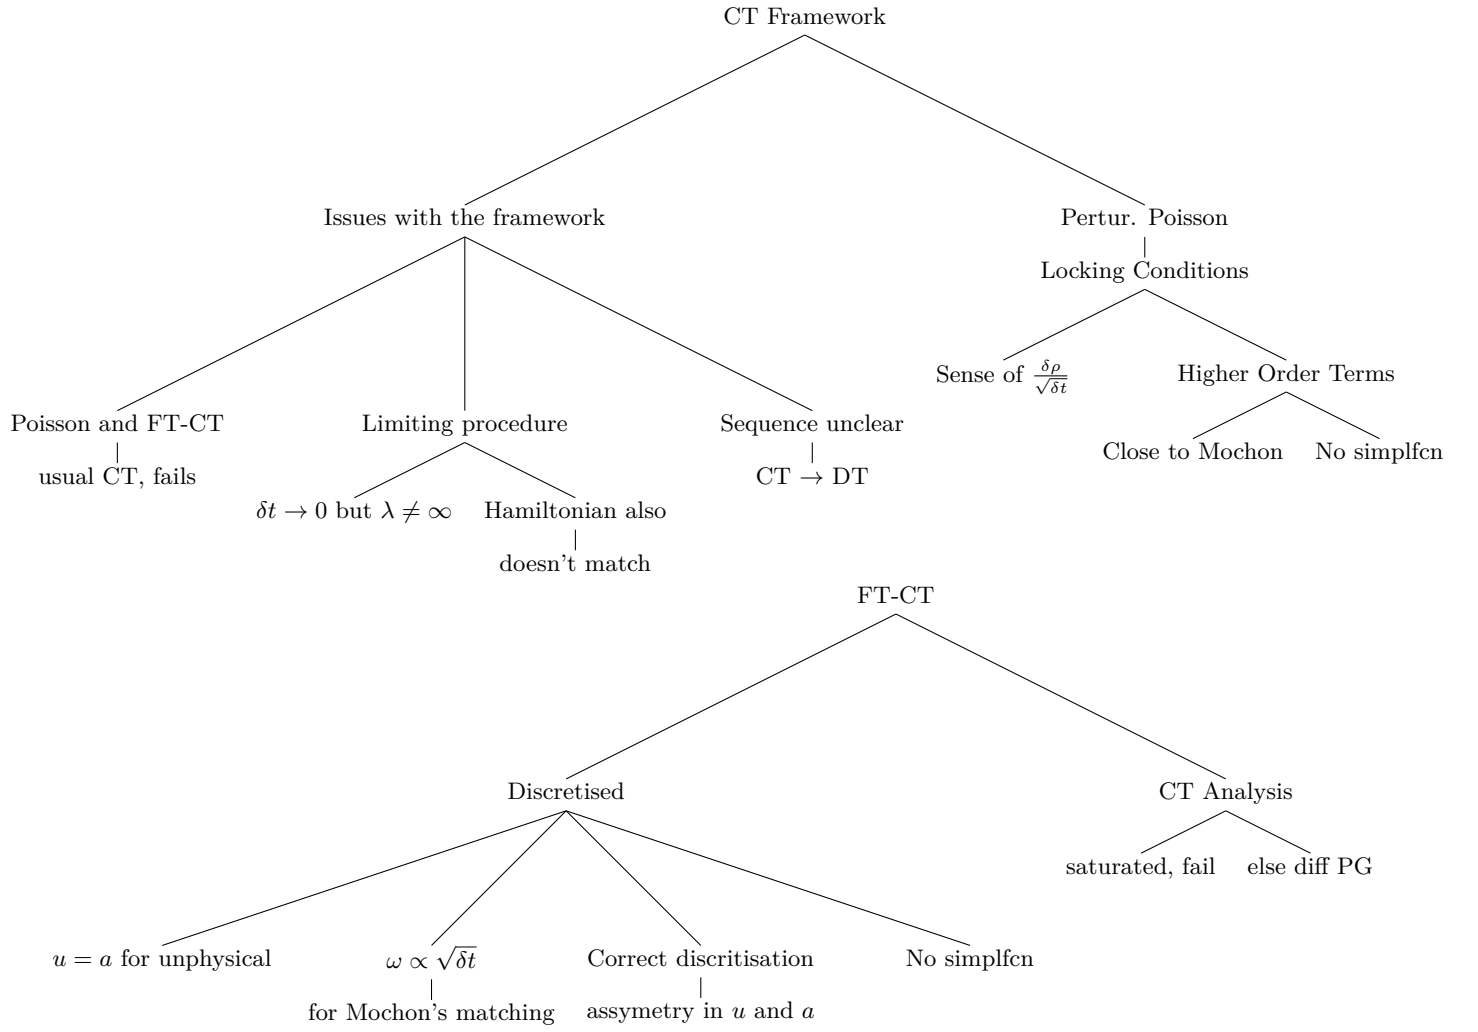 CT Framework
Issues with the framework
Pertur. Poisson
Locking Conditions
Sense of $\frac{\delta\rho}{\sqrt{\delta t}}$
Higher Order Terms
Poisson and FT-CT
Limiting procedure
Sequence unclear
Close to Mochon
No simplfcn
usual CT, fails
CT → DT
δt → 0 but λ ≠ ∞
Hamiltonian also
doesn't match
FT-CT
Discretised
CT Analysis
saturated, fail
else diff PG
u = a for unphysical
ω ∝ √δt
Correct discritisation
No simplfcn
for Mochon's matching
assymetry in u and a